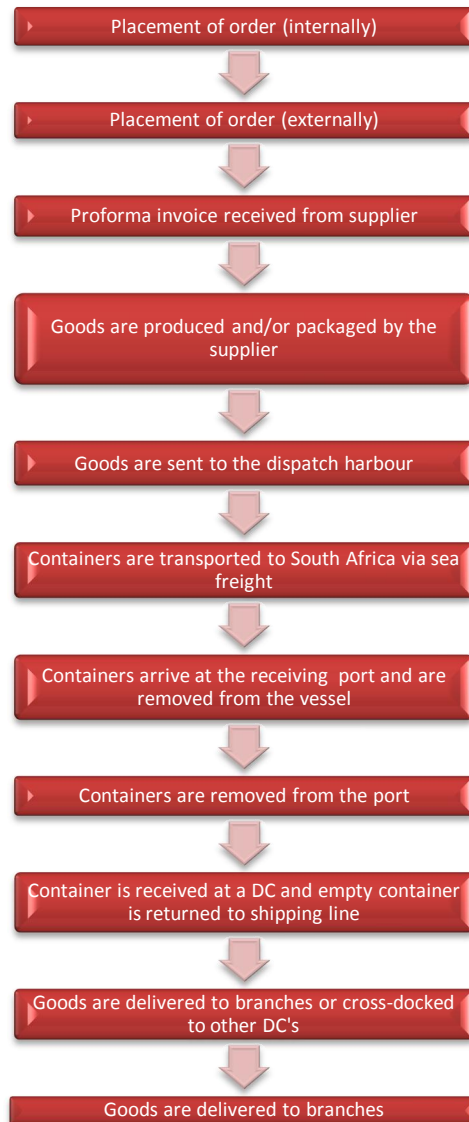 Placement of order (internally)
Placement of order (externally)
Proforma invoice received from supplier
Goods are produced and/or packaged by the
supplier
Goods are sent to the dispatch harbour
Containers are transported to South Africa via sea
freight
Containers arrive at the receiving port and are
removed from the vessel
Containers are removed from the port
Container is received at a DC and empty container
is returned to shipping line
Goods are delivered to branches or cross-docked
to other DC's
Goods are delivered to branches